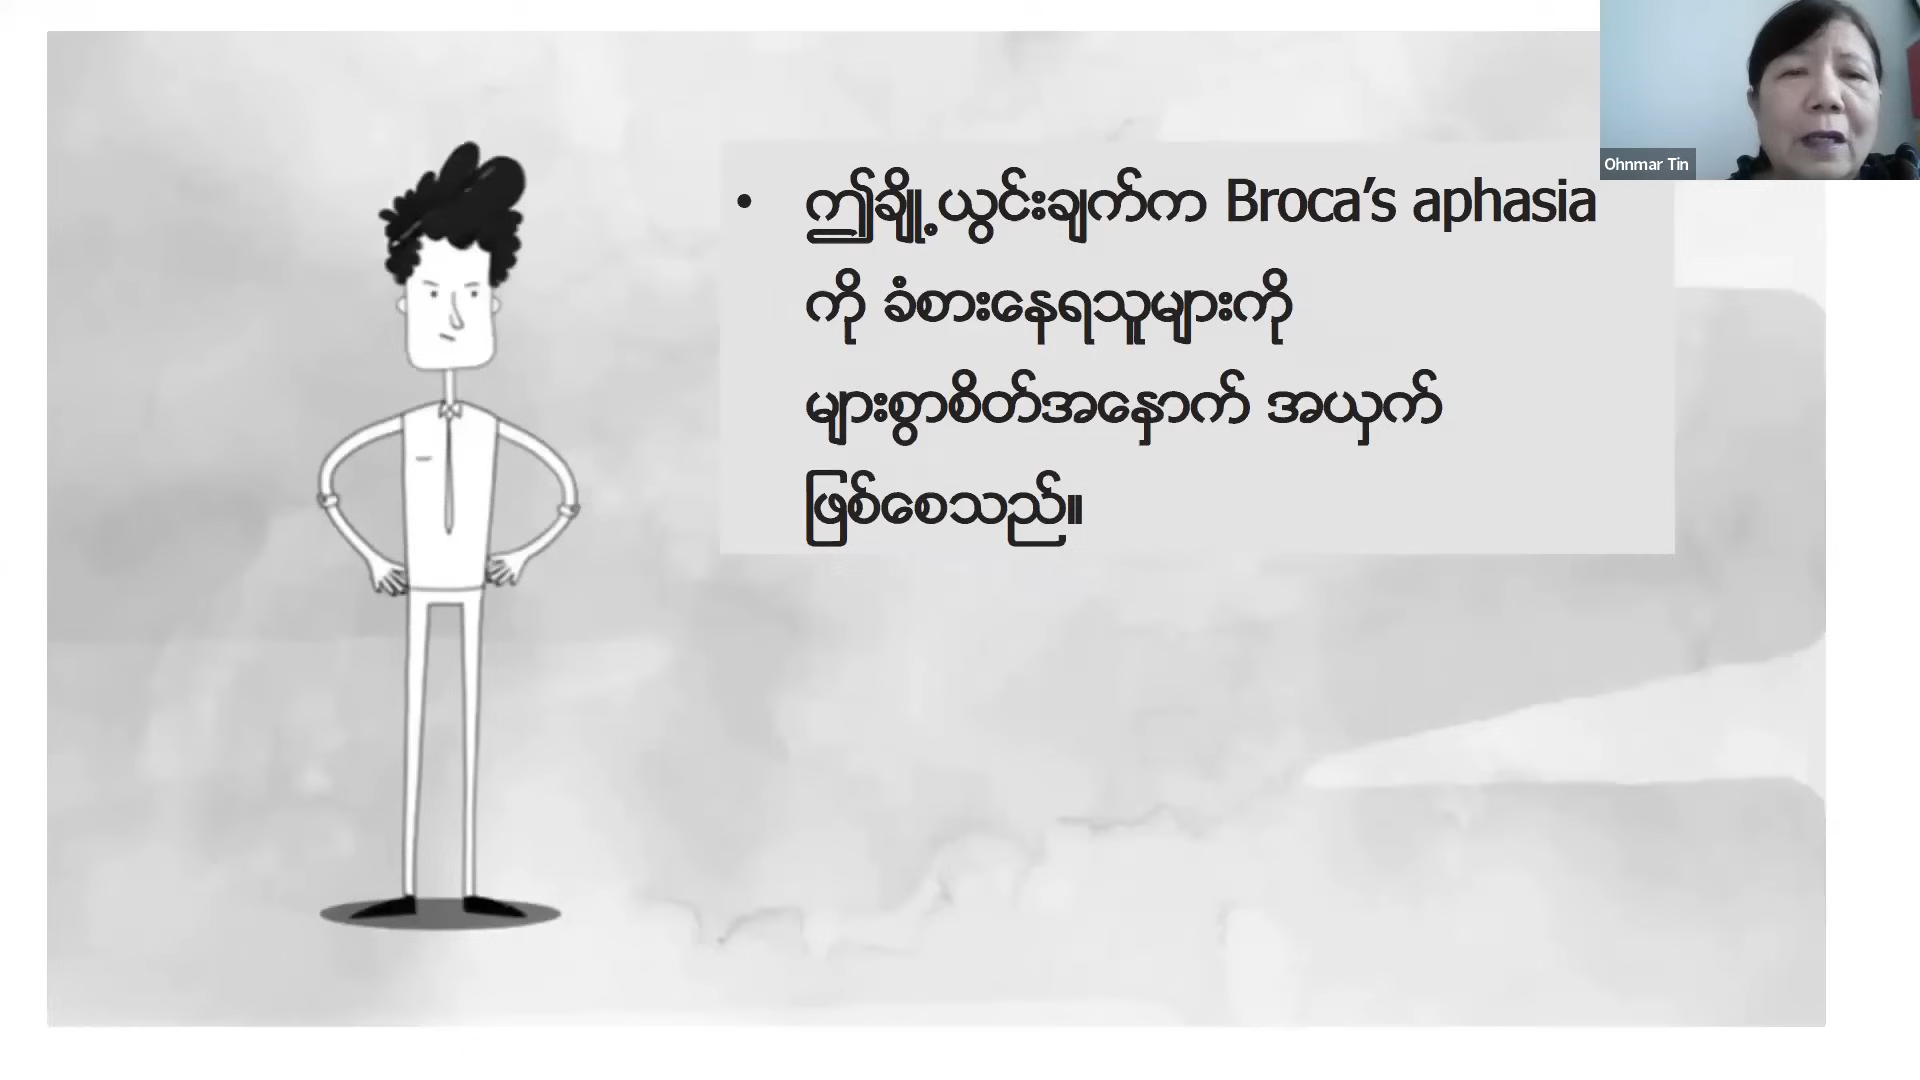 Ohnmar Tin
• ဤချို့ယွင်းချက်က Broca’s aphasia
ကို ခံစားနေရသူများကို
များစွာစိတ်အနှောက် အယှက်
ဖြစ်စေသည်။